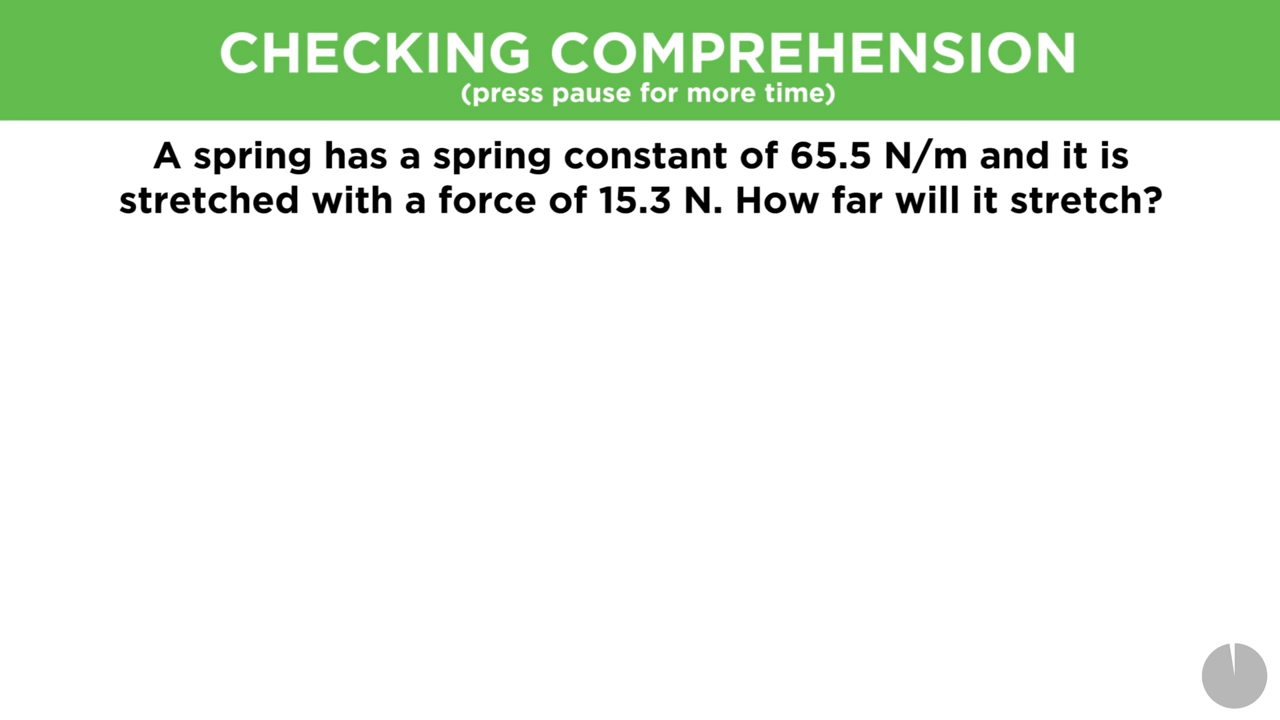 CHECKING COMPREHENSION
(press pause for more time)
A spring has a spring constant of 65.5 N/m and it is
stretched with a force of 15.3 N. How far will it stretch?